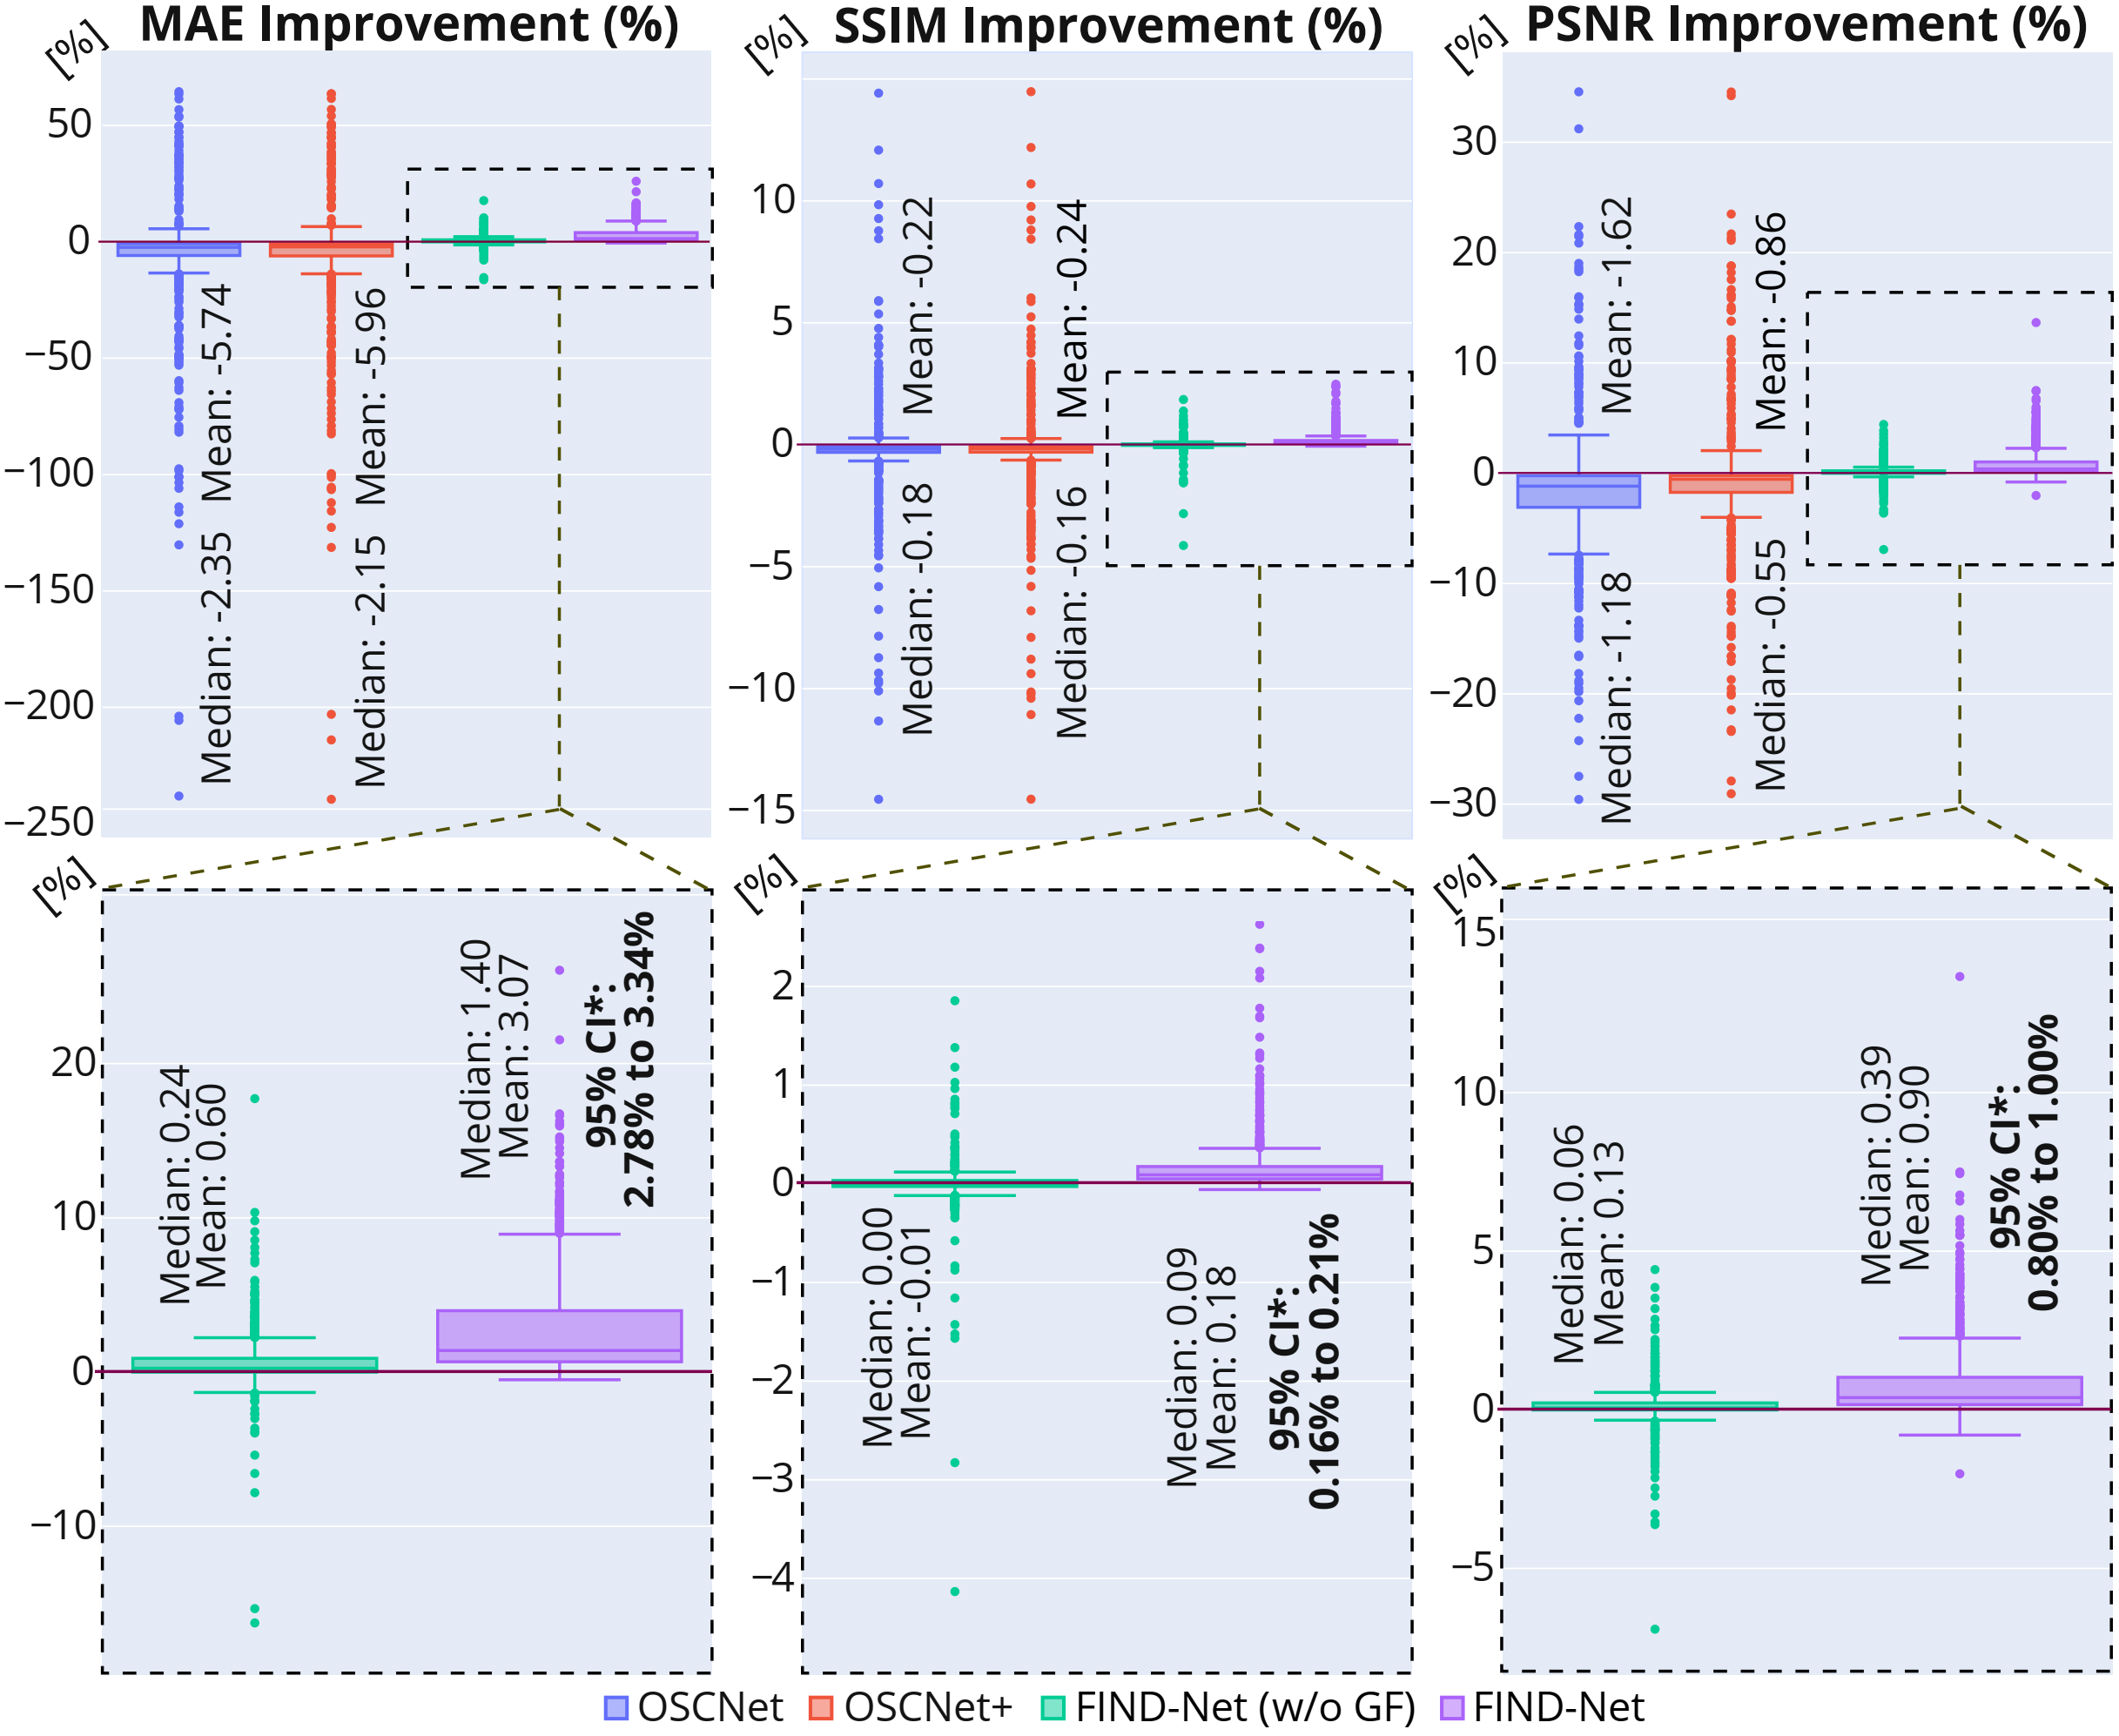 MAE Improvement (%)
[%]
50
0
−50
−100
−150
−200
−250
Median: -2.35 Mean: -5.74
Median: -2.15 Mean: -5.96
SSIM Improvement (%)
[%]
10
5
0
−5
−10
−15
Median: -0.18 Mean: -0.22
Median: -0.16 Mean: -0.24
PSNR Improvement (%)
[%]
30
20
10
0
−10
−20
−30
Median: -1.18 Mean: -1.62
Median: -0.55 Mean: -0.86
[%]
20
10
0
−10
Median: 0.24
Mean: 0.60
Median: 1.40
Mean: 3.07
95% CI*:
2.78% to 3.34%
[%]
2
1
0
−1
−2
−3
−4
Median: 0.00
Mean: -0.01
Median: 0.09
Mean: 0.18
95% CI*:
0.16% to 0.21%
[%]
15
10
5
0
−5
Median: 0.06
Mean: 0.13
Median: 0.39
Mean: 0.90
95% CI*:
0.80% to 1.00%
OSCNet OSCNet+ FIND-Net (w/o GF) FIND-Net